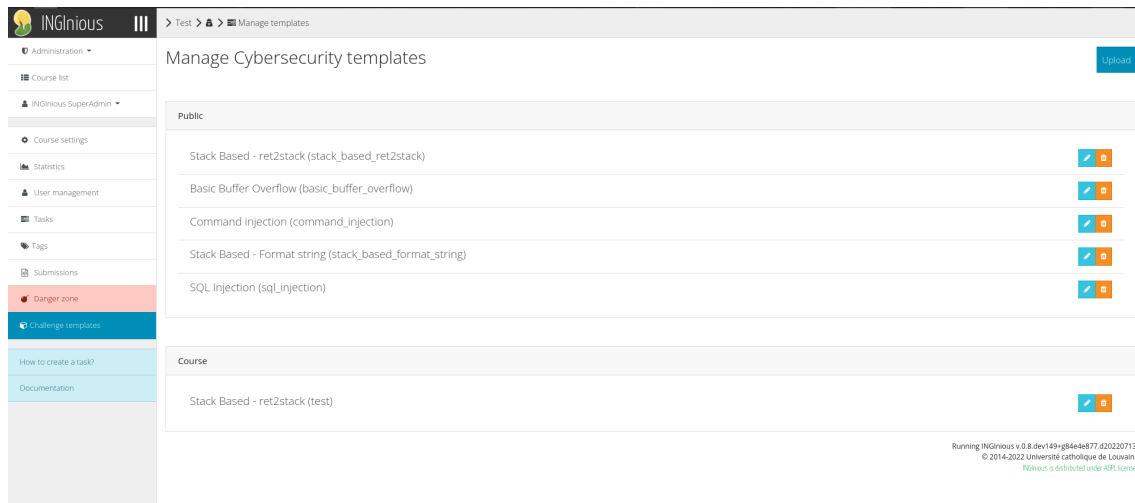 INGInious
Test Manage templates
Administration
Course list
INGInious SuperAdmin
Course settings
Statistics
User management
Tasks
Tags
Submissions
Danger zone
Challenge templates
How to create a task?
Documentation
Manage Cybersecurity templates
Upload
Public
Stack Based - ret2stack (stack_based_ret2stack)
Basic Buffer Overflow (basic_buffer_overflow)
Command injection (command_injection)
Stack Based - Format string (stack_based_format_string)
SQL Injection (sql_injection)
Course
Stack Based - ret2stack (test)
Running INGInious v.0.8.dev149+g84e4e877.d20220713
© 2014-2022 Université catholique de Louvain
INGInious is distributed under AGPL license